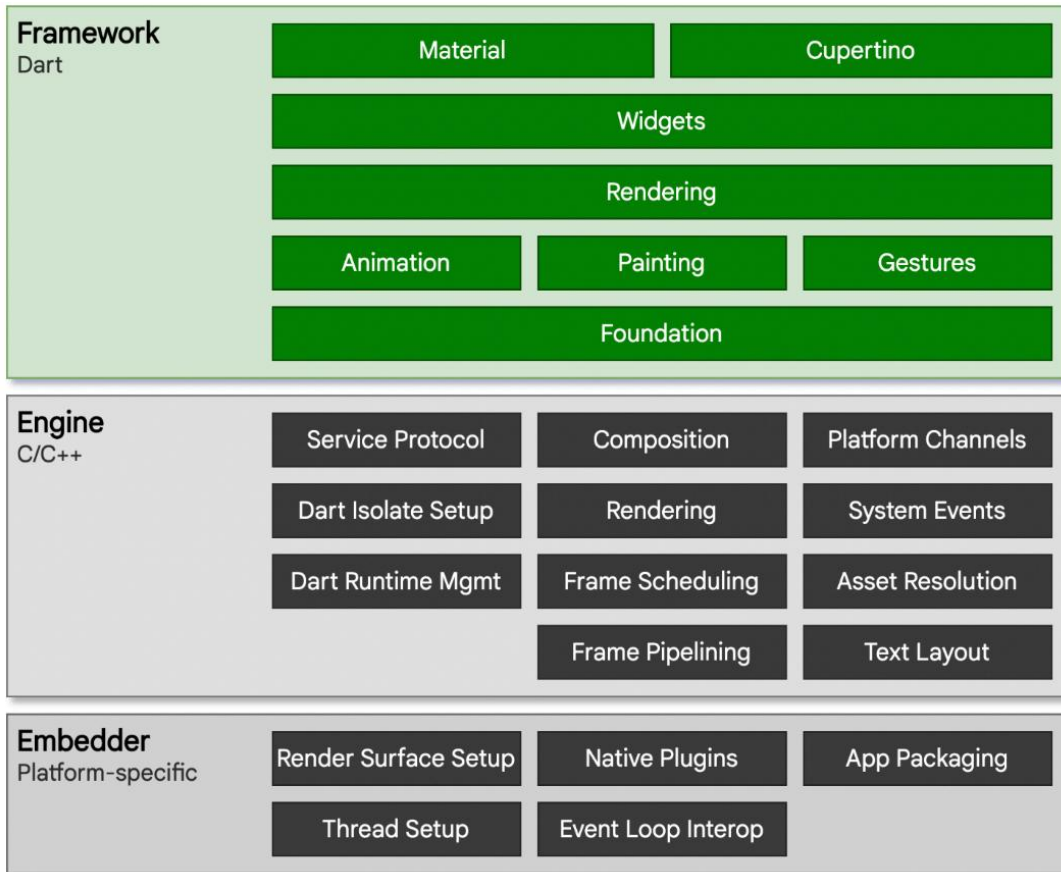 Framework
Dart
Material
Cupertino
Widgets
Rendering
Animation
Painting
Gestures
Foundation
Engine
C/C++
Service Protocol
Composition
Platform Channels
Dart Isolate Setup
Rendering
System Events
Dart Runtime Mgmt
Frame Scheduling
Asset Resolution
Frame Pipelining
Text Layout
Embedder
Platform-specific
Render Surface Setup
Native Plugins
App Packaging
Thread Setup
Event Loop Interop